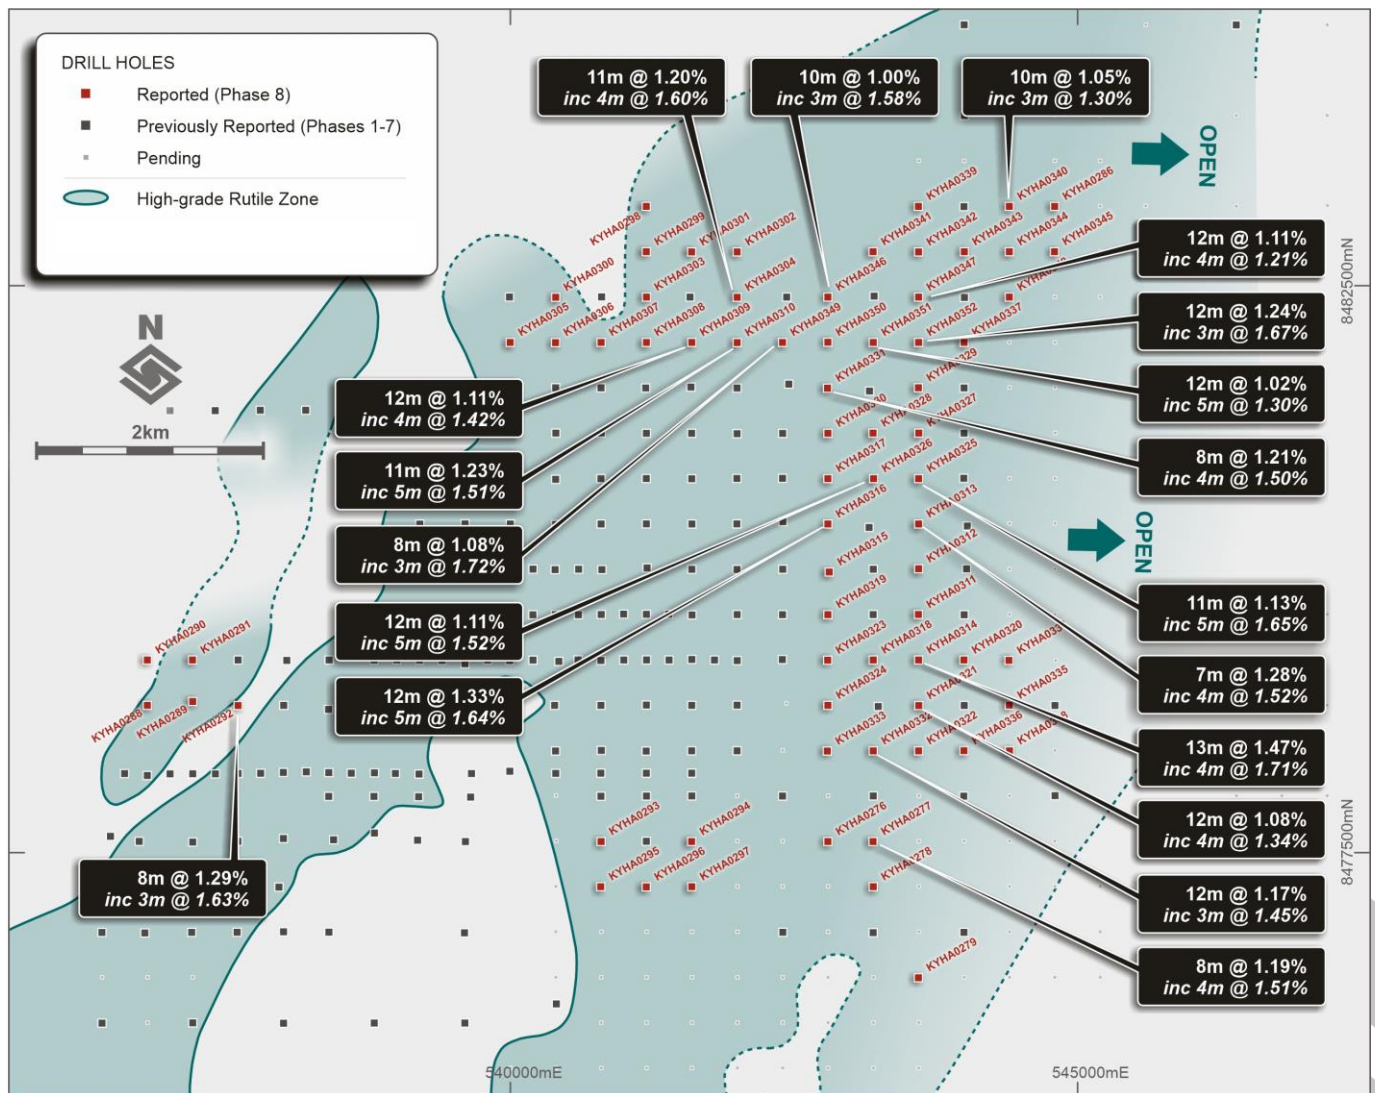 DRILL HOLES
Reported (Phase 8)
Previously Reported (Phases 1-7)
Pending
High-grade Rutile Zone
N
2km
11m @ 1.20%
inc 4m @ 1.60%
10m @ 1.00%
inc 3m @ 1.58%
10m @ 1.05%
inc 3m @ 1.30%
OPEN
KYHA0339
KYHA0340
KYHA0286
KYHA0298
KYHA0299
KYHA0301
KYHA0302
KYHA0341
KYHA0342
KYHA0343
KYHA0344
KYHA0345
12m @ 1.11%
inc 4m @ 1.21%
KYHA0300
KYHA0303
KYHA0304
KYHA0346
KYHA0347
8482500mN
KYHA0305
KYHA0306
KYHA0307
KYHA0308
KYHA0309
KYHA0310
KYHA0349
KYHA0350
KYHA0351
KYHA0352
KYHA0337
12m @ 1.24%
inc 3m @ 1.67%
KYHA0331
KYHA0329
12m @ 1.02%
inc 5m @ 1.30%
12m @ 1.11%
inc 4m @ 1.42%
KYHA0330
KYHA0328
KYHA0327
8m @ 1.21%
inc 4m @ 1.50%
11m @ 1.23%
inc 5m @ 1.51%
KYHA0317
KYHA0326
KYHA0325
KYHA0316
KYHA0313
OPEN
8m @ 1.08%
inc 3m @ 1.72%
KYHA0315
KYHA0312
KYHA0319
KYHA0311
11m @ 1.13%
inc 5m @ 1.65%
12m @ 1.11%
inc 5m @ 1.52%
KYHA0290
KYHA0291
KYHA0323
KYHA0318
KYHA0314
KYHA0320
7m @ 1.28%
inc 4m @ 1.52%
12m @ 1.33%
inc 5m @ 1.64%
KYHA0288
KYHA0289
KYHA0292
KYHA0324
KYHA0321
KYHA0335
KYHA0333
KYHA0332
KYHA0322
KYHA0336
13m @ 1.47%
inc 4m @ 1.71%
12m @ 1.08%
inc 4m @ 1.34%
KYHA0293
KYHA0294
KYHA0276
KYHA0277
8477500mN
KYHA0295
KYHA0296
KYHA0297
KYHA0278
8m @ 1.29%
inc 3m @ 1.63%
12m @ 1.17%
inc 3m @ 1.45%
KYHA0279
8m @ 1.19%
inc 4m @ 1.51%
540000mE
545000mE